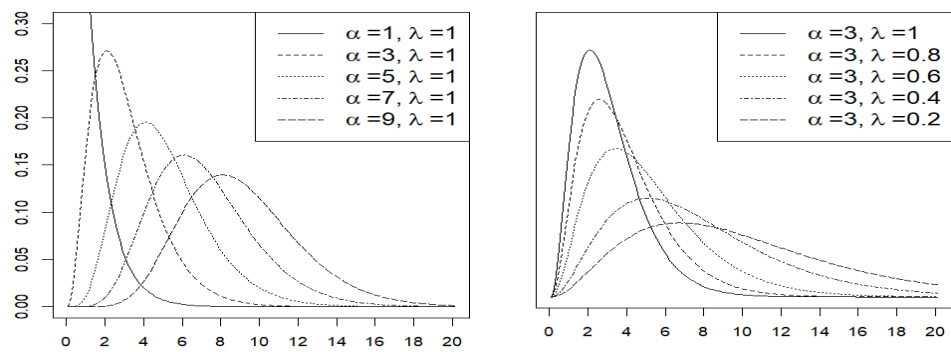 0.30
0.25
0.20
0.15
0.10
0.05
0.00
α =1, λ =1
α =3, λ =1
α =5, λ =1
α =7, λ =1
α =9, λ =1
0 2 4 6 8 10 12 14 16 18 20
α =3, λ =1
α =3, λ =0.8
α =3, λ =0.6
α =3, λ =0.4
α =3, λ =0.2
0 2 4 6 8 10 12 14 16 18 20